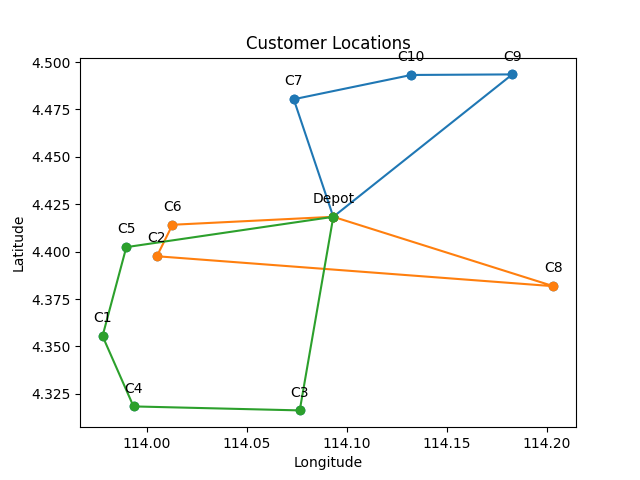 Customer Locations
4.500
4.475
4.450
4.425
4.400
4.375
4.350
4.325
Latitude
C10
C9
C7
Depot
C6
C5
C2
C8
C1
C4
C3
114.00
114.05
114.10
114.15
114.20
Longitude